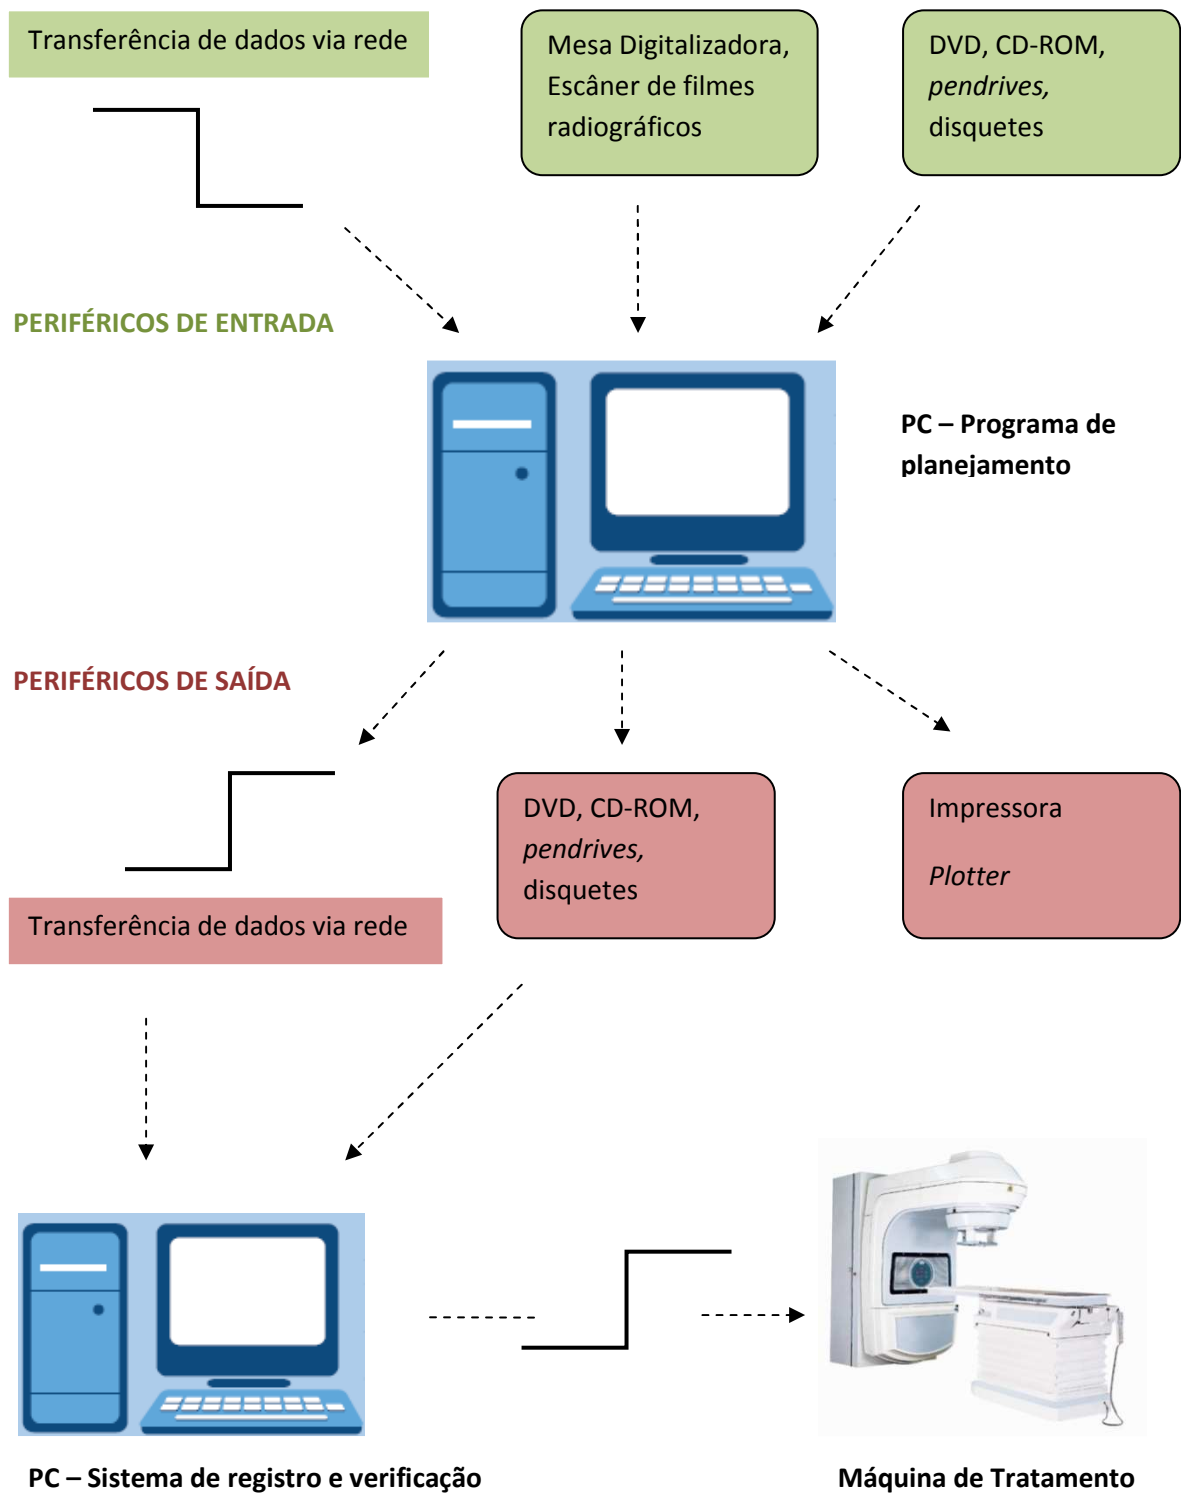 Transferência de dados via rede
Mesa Digitalizadora,
Escâner de filmes
radiográficos
DVD, CD-ROM,
pendrives,
disquetes
PERIFÉRICOS DE ENTRADA
PC – Programa de
planejamento
PERIFÉRICOS DE SAÍDA
Transferência de dados via rede
DVD, CD-ROM,
pendrives,
disquetes
Impressora
Plotter
PC – Sistema de registro e verificação
Máquina de Tratamento